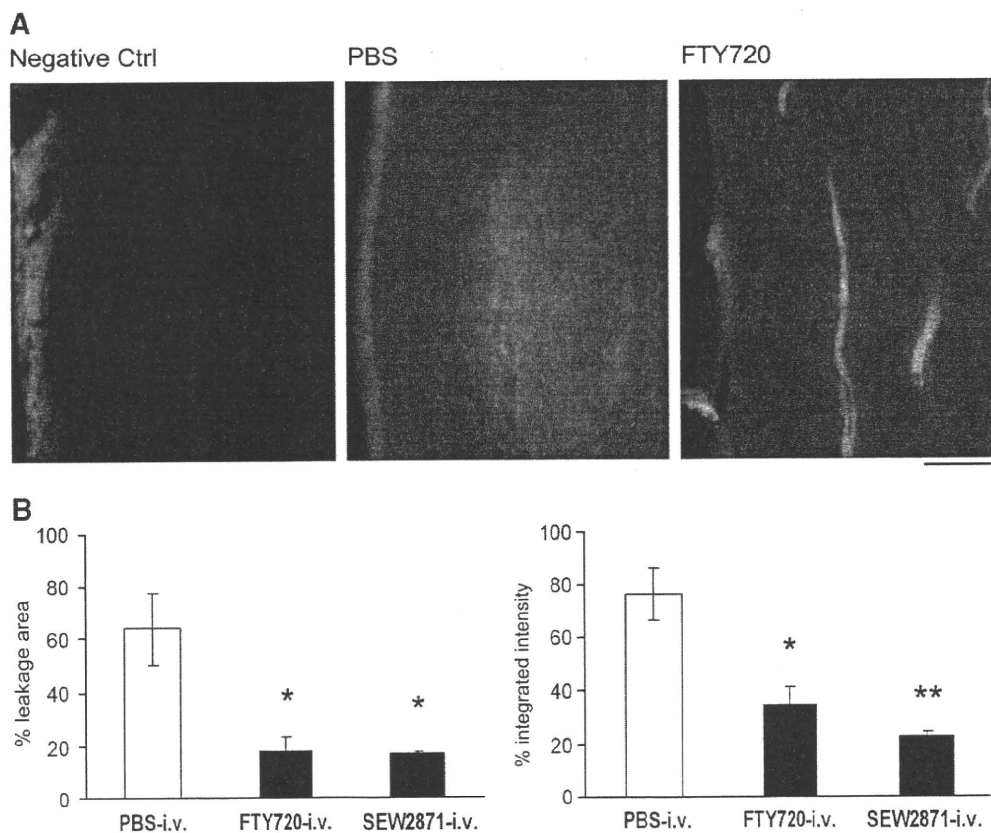 A
Negative Ctrl PBS FTY720
B
% leakage area
100
80
60
40
20
0
*
*
PBS-i.v. FTY720-i.v. SEW2871-i.v.
% integrated intensity
100
80
60
40
20
0
*
**
PBS-i.v. FTY720-i.v. SEW2871-i.v.